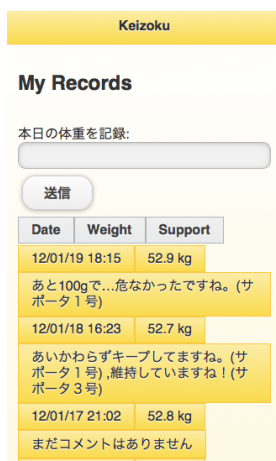 Keizoku
My Records
本日の体重を記録:
送信
Date Weight Support
12/01/19 18:15 52.9 kg
あと100gで…危なかったですね。(サ
ポータ１号)
12/01/18 16:23 52.7 kg
あいかわらずキープしてますね。(サ
ポータ１号) ,維持していますね！(サ
ポータ３号)
12/01/17 21:02 52.8 kg
まだコメントはありません